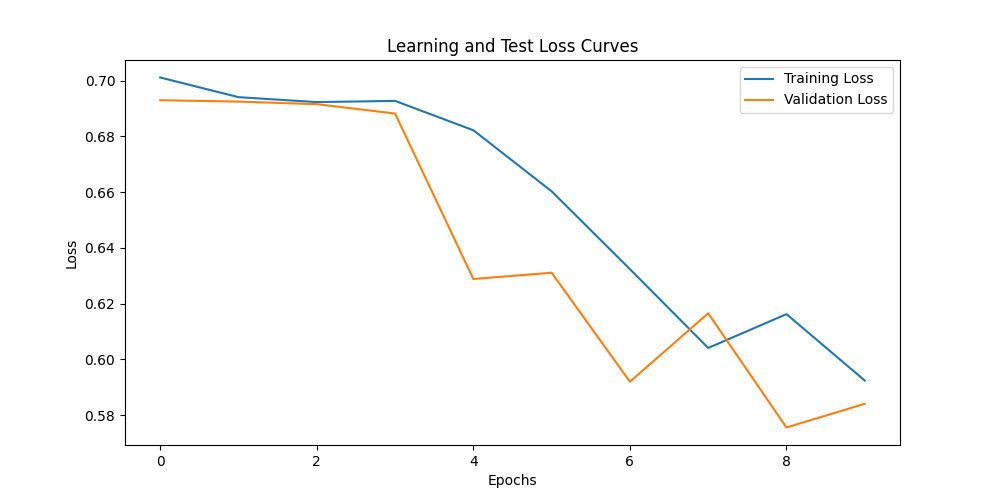 Learning and Test Loss Curves
Training Loss
Validation Loss
0.70
0.68
0.66
0.64
0.62
0.60
0.58
Loss
0 2 4 6 8
Epochs